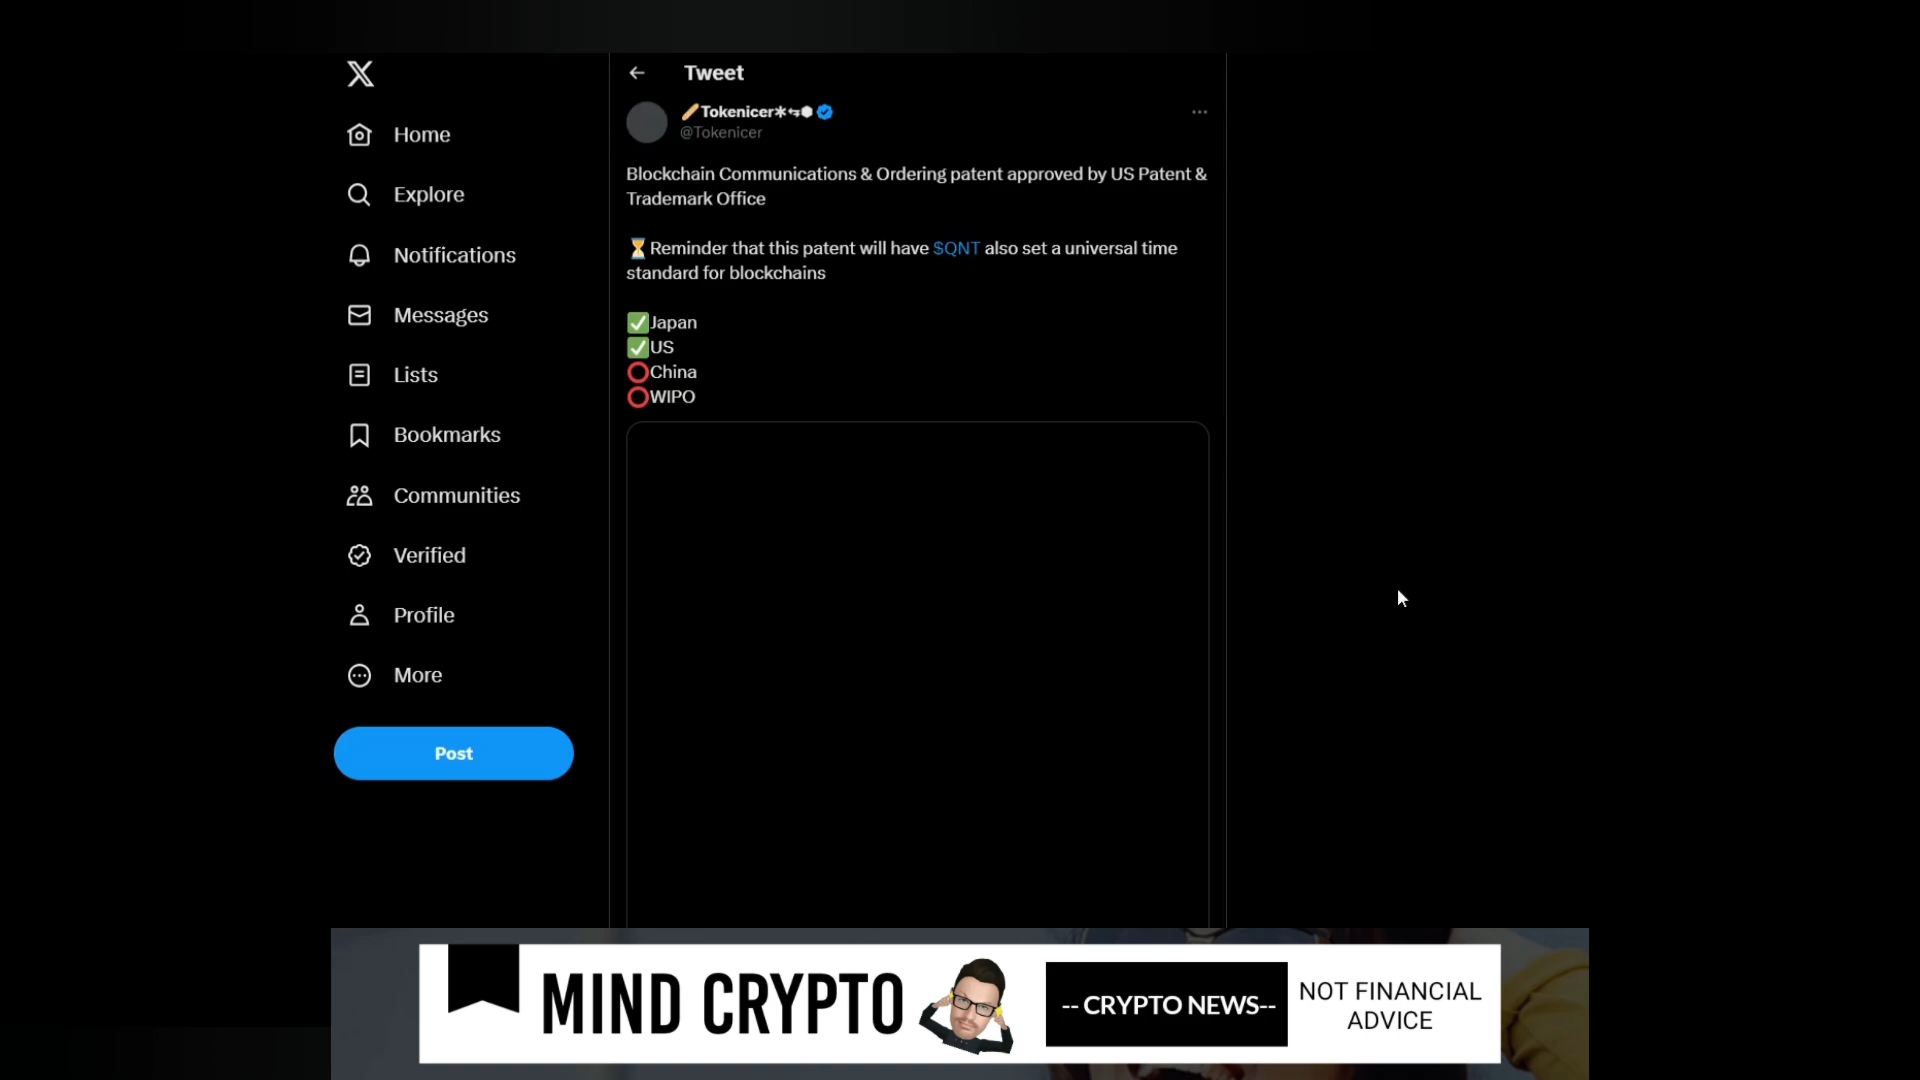 Home
Explore
Notifications
Messages
Lists
Bookmarks
Communities
Verified
Profile
More
Post
Tweet
Tokenicer
@Tokenicer
Blockchain Communications & Ordering patent approved by US Patent &
Trademark Office
⌛Reminder that this patent will have $QNT also set a universal time
standard for blockchains
✅Japan
✅US
⭕China
⭕WIPO
MIND CRYPTO
-- CRYPTO NEWS--
NOT FINANCIAL
ADVICE